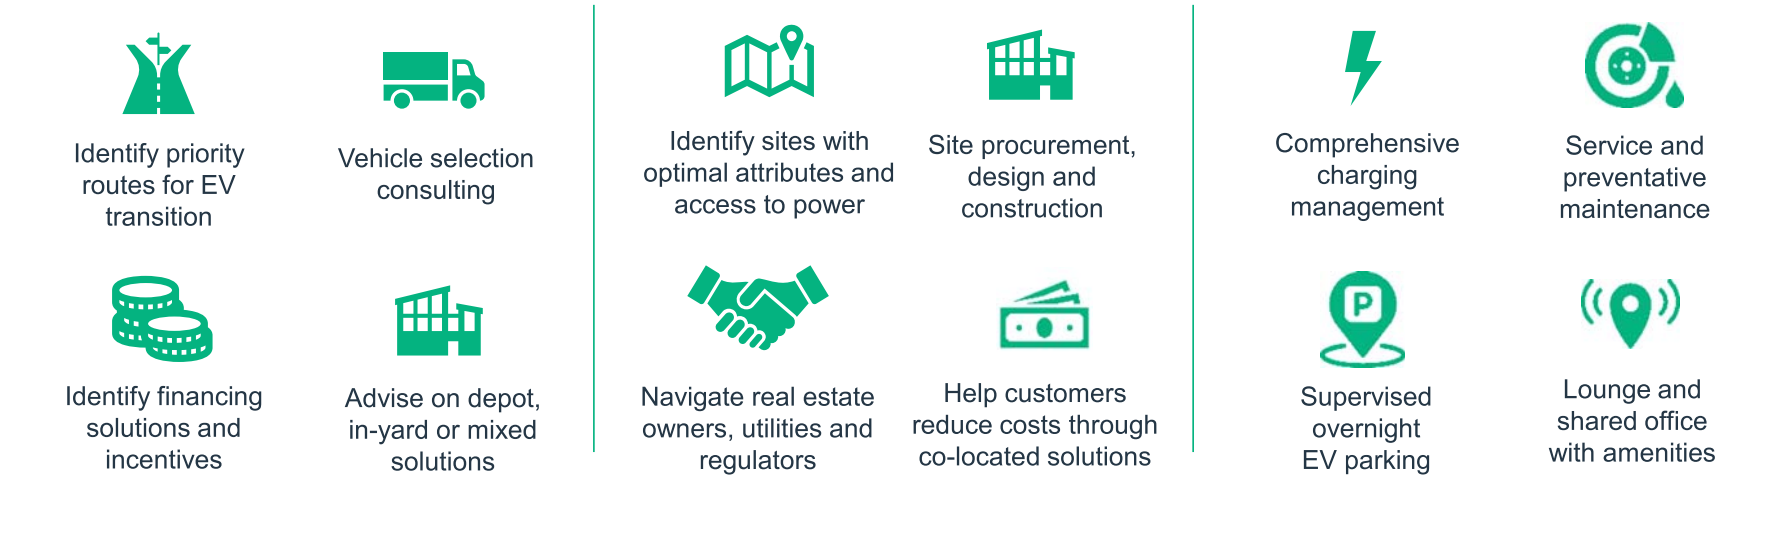 Identify priority
routes for EV
transition
Vehicle selection
consulting
Identify financing
solutions and
incentives
Advise on depot,
in-yard or mixed
solutions
Identify sites with
optimal attributes and
access to power
Site procurement,
design and
construction
Navigate real estate
owners, utilities and
regulators
Help customers
reduce costs through
co-located solutions
Comprehensive
charging
management
Service and
preventative
maintenance
P
Supervised
overnight
EV parking
Lounge and
shared office
with amenities